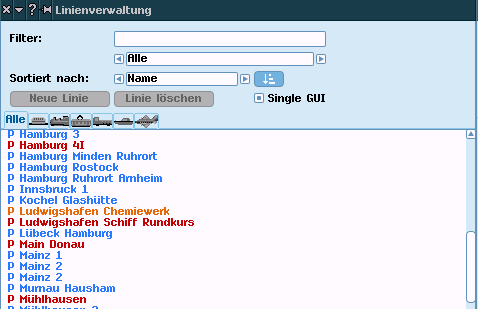 Linienverwaltung
Filter:
Alle
Sortiert nach: Name
Neue Linie Linie löschen Single GUI
Alle
P Hamburg 3
P Hamburg 4I
P Hamburg Minden Ruhrort
P Hamburg Rostock
P Hamburg Ruhrort Arnheim
P Innsbruck 1
P Kochel Glashütte
P Ludwigshafen Chemiewerk
P Ludwigshafen Schiff Rundkurs
P Lübeck Hamburg
P Main Donau
P Mainz 1
P Mainz 2
P Mainz 2
P Murnau Hausham
P Mühlhausen